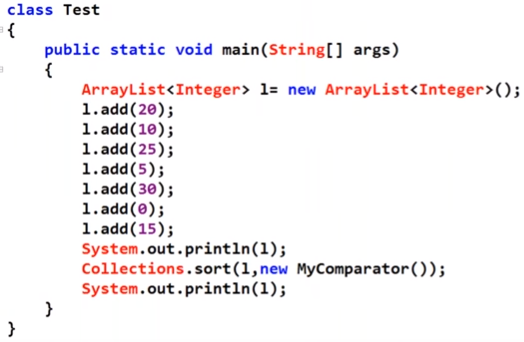 class Test
{
public static void main(String[] args)
{
ArrayList<Integer> l= new ArrayList<Integer>();
l.add(20);
l.add(10);
l.add(25);
l.add(5);
l.add(30);
l.add(0);
l.add(15);
System.out.println(l);
Collections.sort(l,new MyComparator());
System.out.println(l);
}
}